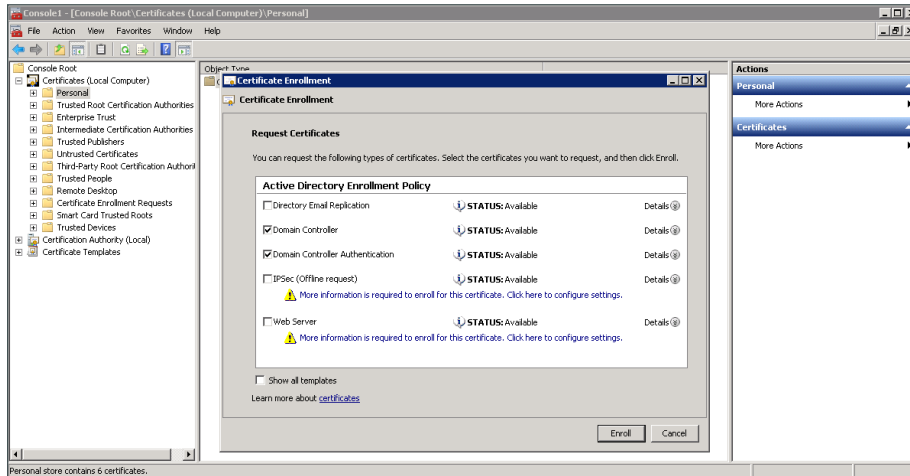 Console1 - [Console Root\Certificates (Local Computer)\Personal]
File Action View Favorites Window Help
Console Root
Certificates (Local Computer)
Personal
Trusted Root Certification Authorities
Enterprise Trust
Intermediate Certification Authorities
Trusted Publishers
Untrusted Certificates
Third-Party Root Certification Authorit
Trusted People
Remote Desktop
Certificate Enrollment Requests
Smart Card Trusted Roots
Trusted Devices
Certification Authority (Local)
Certificate Templates
Object Type
Certificate Enrollment
Certificate Enrollment
Request Certificates
You can request the following types of certificates. Select the certificates you want to request, and then click Enroll.
Active Directory Enrollment Policy
Directory Email Replication STATUS: Available Details
Domain Controller STATUS: Available Details
Domain Controller Authentication STATUS: Available Details
IPSec (Offline request) STATUS: Available Details
More information is required to enroll for this certificate. Click here to configure settings.
Web Server STATUS: Available Details
More information is required to enroll for this certificate. Click here to configure settings.
Show all templates
Learn more about certificates
Enroll Cancel
Actions
Personal
More Actions
Certificates
More Actions
Personal store contains 6 certificates.